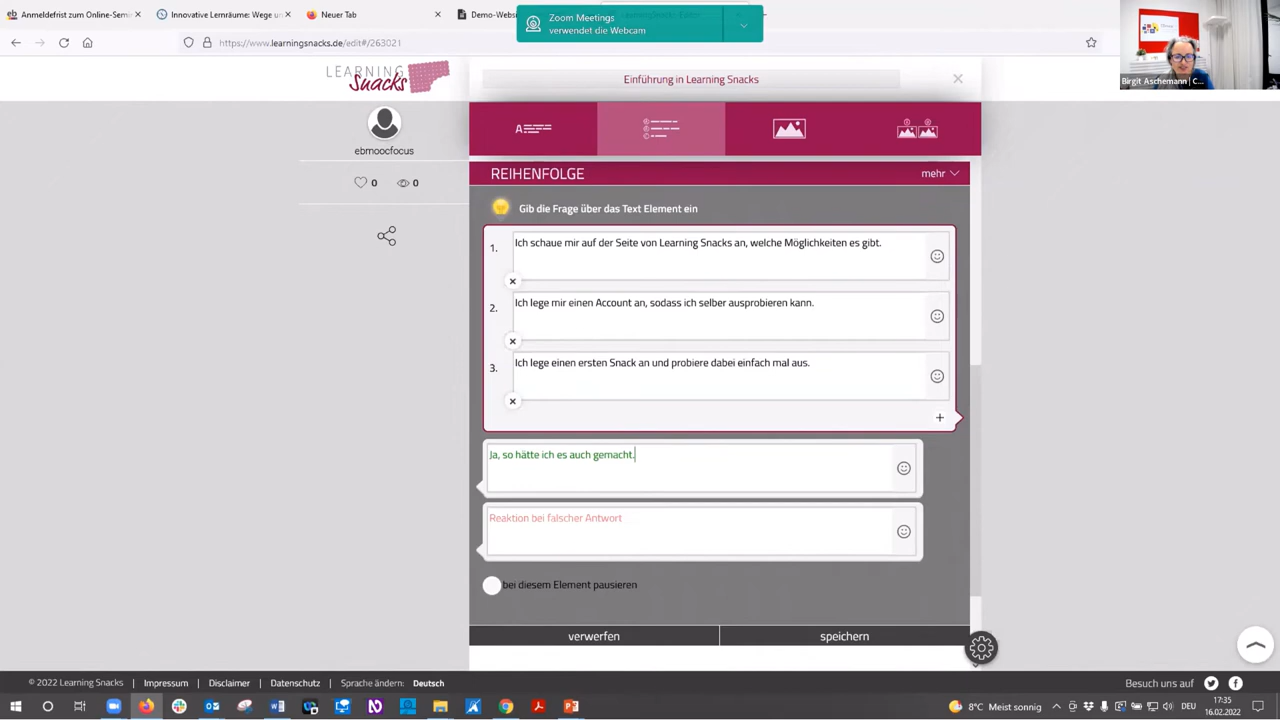 Anmeldefrist zum Online-Semi
Innovative Lernräume: Wege u
Neuer Tab
Demo-Webs
Zoom Meetings
verwendet die Webcam
https://www.learningsnacks.de/edit#/263021
Birgit Aschemann | C...
LEARNING
Snacks
Einführung in Learning Snacks
ebmoocfocus
0
0
REIHENFOLGE
mehr
Gib die Frage über das Text Element ein
1.
Ich schaue mir auf der Seite von Learning Snacks an, welche Möglichkeiten es gibt.
2.
Ich lege mir einen Account an, sodass ich selber ausprobieren kann.
3.
Ich lege einen ersten Snack an und probiere dabei einfach mal aus.
Ja, so hätte ich es auch gemacht.
Reaktion bei falscher Antwort
bei diesem Element pausieren
verwerfen
speichern
© 2022 Learning Snacks
Impressum
Disclaimer
Datenschutz
Sprache ändern:
Deutsch
Besuch uns auf
8°C Meist sonnig
17:35
16.02.2022